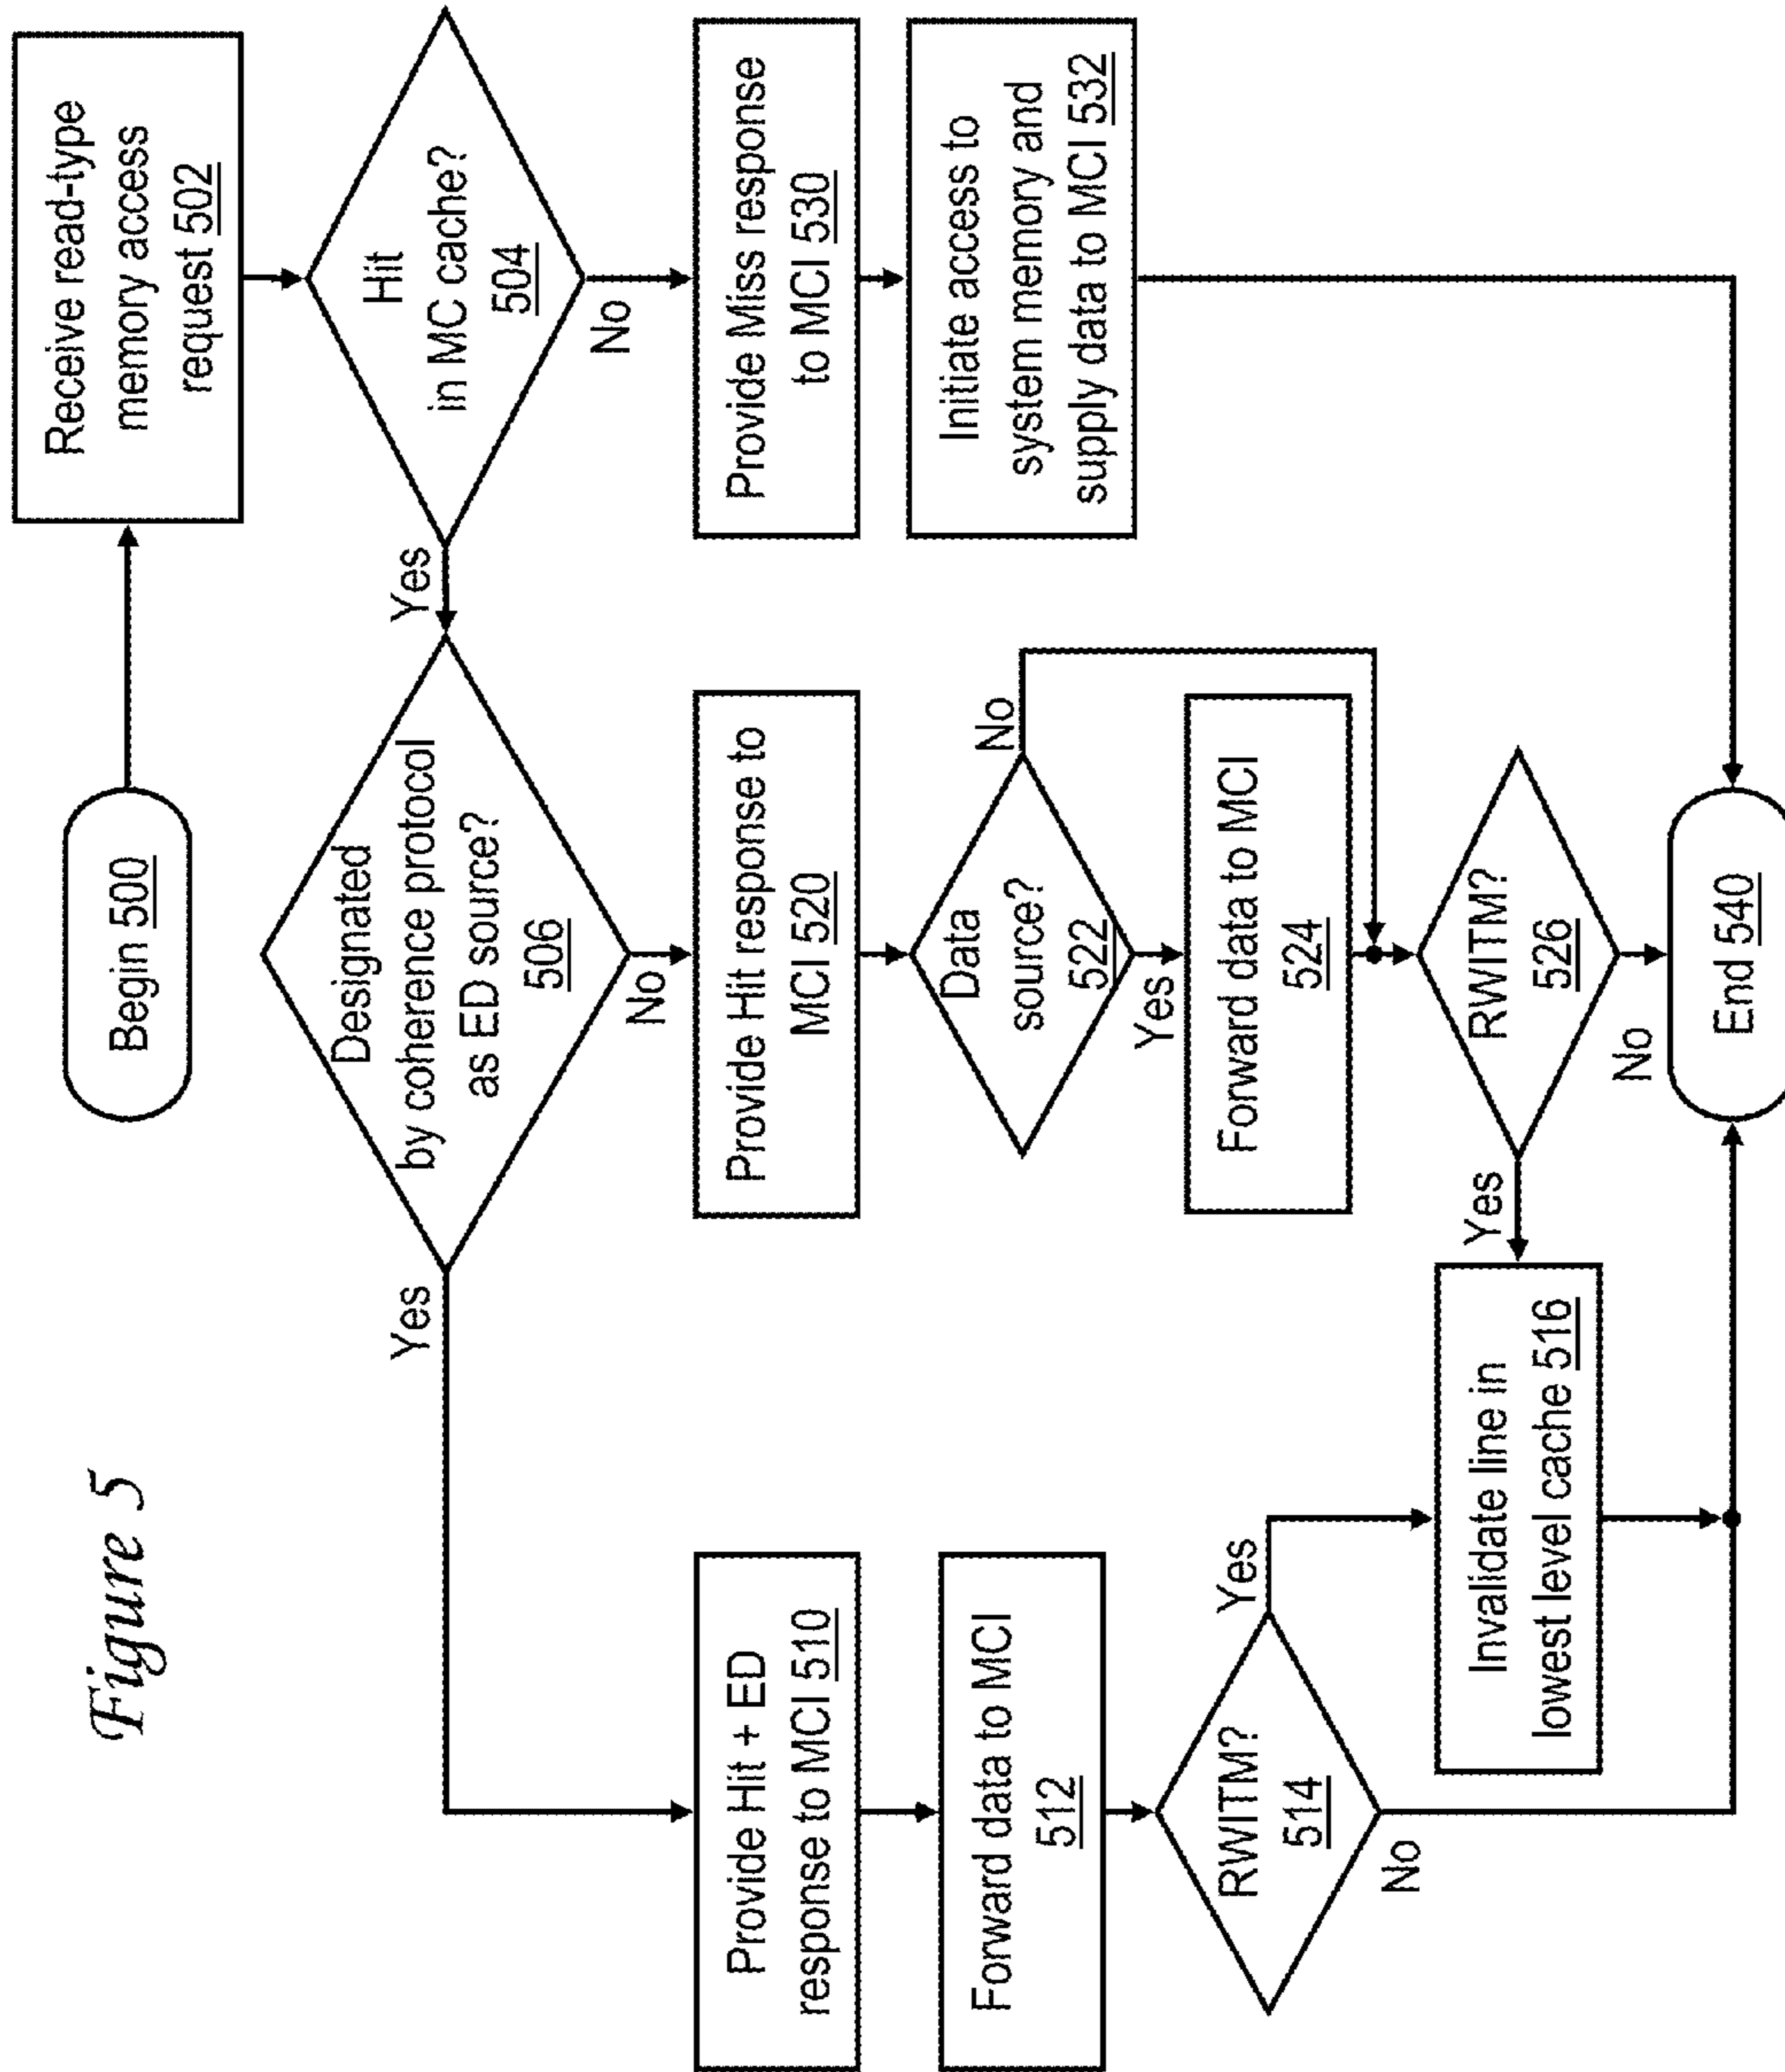 Figure 5
Begin 500
Receive read-type
memory access
request 502
Hit
in MC cache?
504
Yes
No
Designated
by coherence protocol
as ED source?
506
Yes
No
Provide Hit + ED
response to MCI 510
Forward data to MCI
512
RWITM?
514
Yes
No
Invalidate line in
lowest level cache 516
Provide Hit response to
MCI 520
Data
source?
522
No
Yes
Forward data to MCI
524
RWITM?
526
Yes
No
Provide Miss response
to MCI 530
Initiate access to
system memory and
supply data to MCI 532
End 540